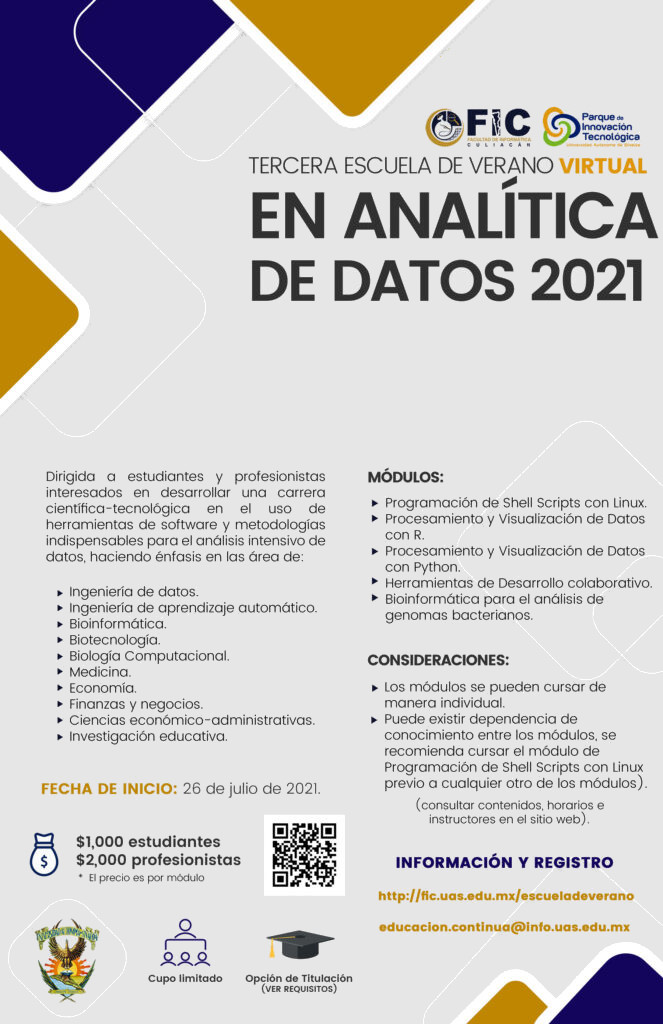 FIC
FACULTAD DE INFORMÁTICA
CULIACÁN
Parque de
Innovación
Tecnológica
Universidad Autónoma de Sinaloa
TERCERA ESCUELA DE VERANO VIRTUAL
EN ANALÍTICA
DE DATOS 2021
Dirigida a estudiantes y profesionistas
interesados en desarrollar una carrera
científica-tecnológica en el uso de
herramientas de software y metodologías
indispensables para el análisis intensivo de
datos, haciendo énfasis en las área de:
Ingeniería de datos.
Ingeniería de aprendizaje automático.
Bioinformática.
Biotecnología.
Biología Computacional.
Medicina.
Economía.
Finanzas y negocios.
Ciencias económico-administrativas.
Investigación educativa.
FECHA DE INICIO: 26 de julio de 2021.
$1,000 estudiantes
$2,000 profesionistas
* El precio es por módulo
Cupo limitado
Opción de Titulación
(VER REQUISITOS)
MÓDULOS:
Programación de Shell Scripts con Linux.
Procesamiento y Visualización de Datos
con R.
Procesamiento y Visualización de Datos
con Python.
Herramientas de Desarrollo colaborativo.
Bioinformática para el análisis de
genomas bacterianos.
CONSIDERACIONES:
Los módulos se pueden cursar de
manera individual.
Puede existir dependencia de
conocimiento entre los módulos, se
recomienda cursar el módulo de
Programación de Shell Scripts con Linux
previo a cualquier otro de los módulos).
(consultar contenidos, horarios e
instructores en el sitio web).
INFORMACIÓN Y REGISTRO
http://fic.uas.edu.mx/escueladeverano
educacion.continua@info.uas.edu.mx